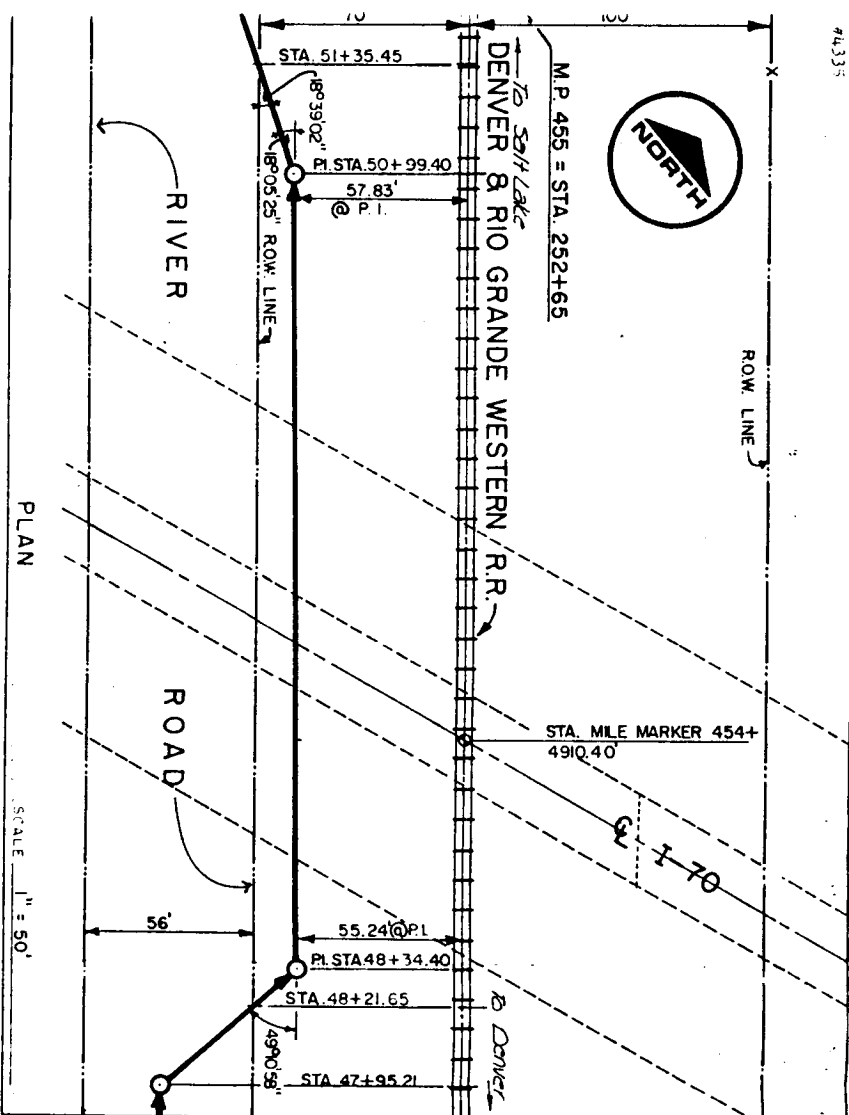 #4335
70
100
STA. 51+35.45
X
M.P. 455 = STA. 252+65
To Salt Lake
DENVER & RIO GRANDE WESTERN R.R.
NORTH
18°39'02"
P.I. STA. 50+99.40
18°05'25"
57.83'
@ P.I.
RIVER
R.O.W. LINE
R.O.W. LINE
PLAN
STA. MILE MARKER 454+
4910.40'
ROAD
℄ I-70
SCALE 1" = 50'
56'
55.24'@P.I.
P.I. STA 48+34.40
To Denver
STA. 48+21.65
49°10'58"
STA. 47+95.21